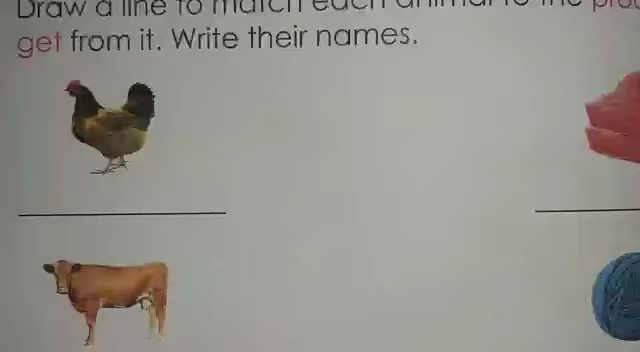 Draw a line to match each animal to the
get from it. Write their names.